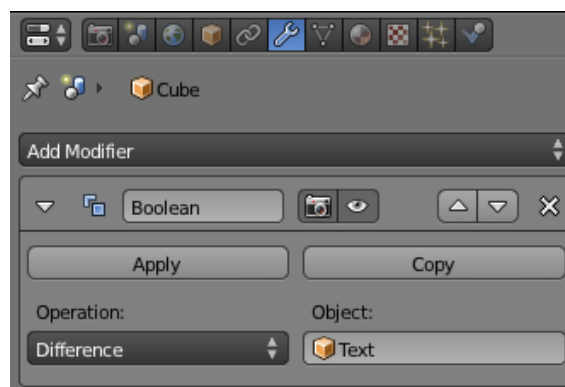 Cube
Add Modifier
Boolean
Apply Copy
Operation: Object:
Difference Text